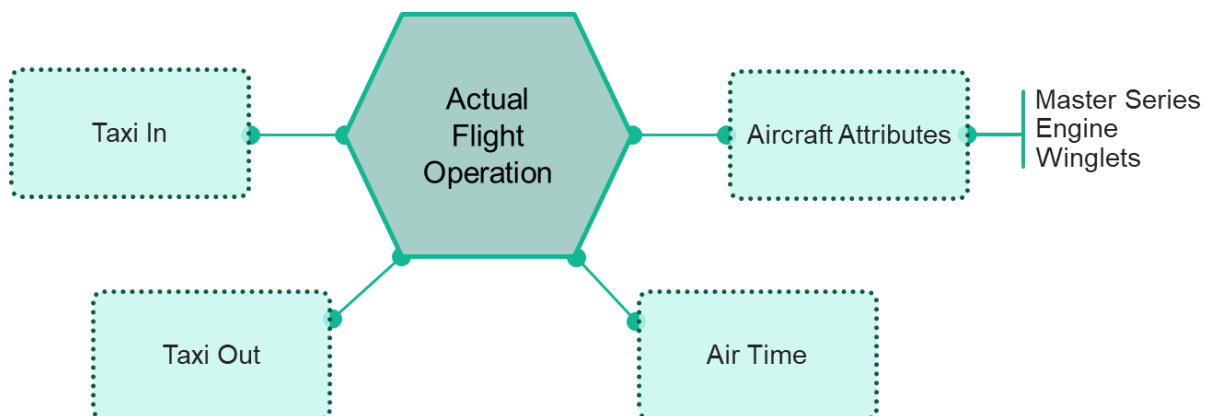 Actual
Flight
Operation
Taxi In
Aircraft Attributes
Master Series
Engine
Winglets
Taxi Out
Air Time